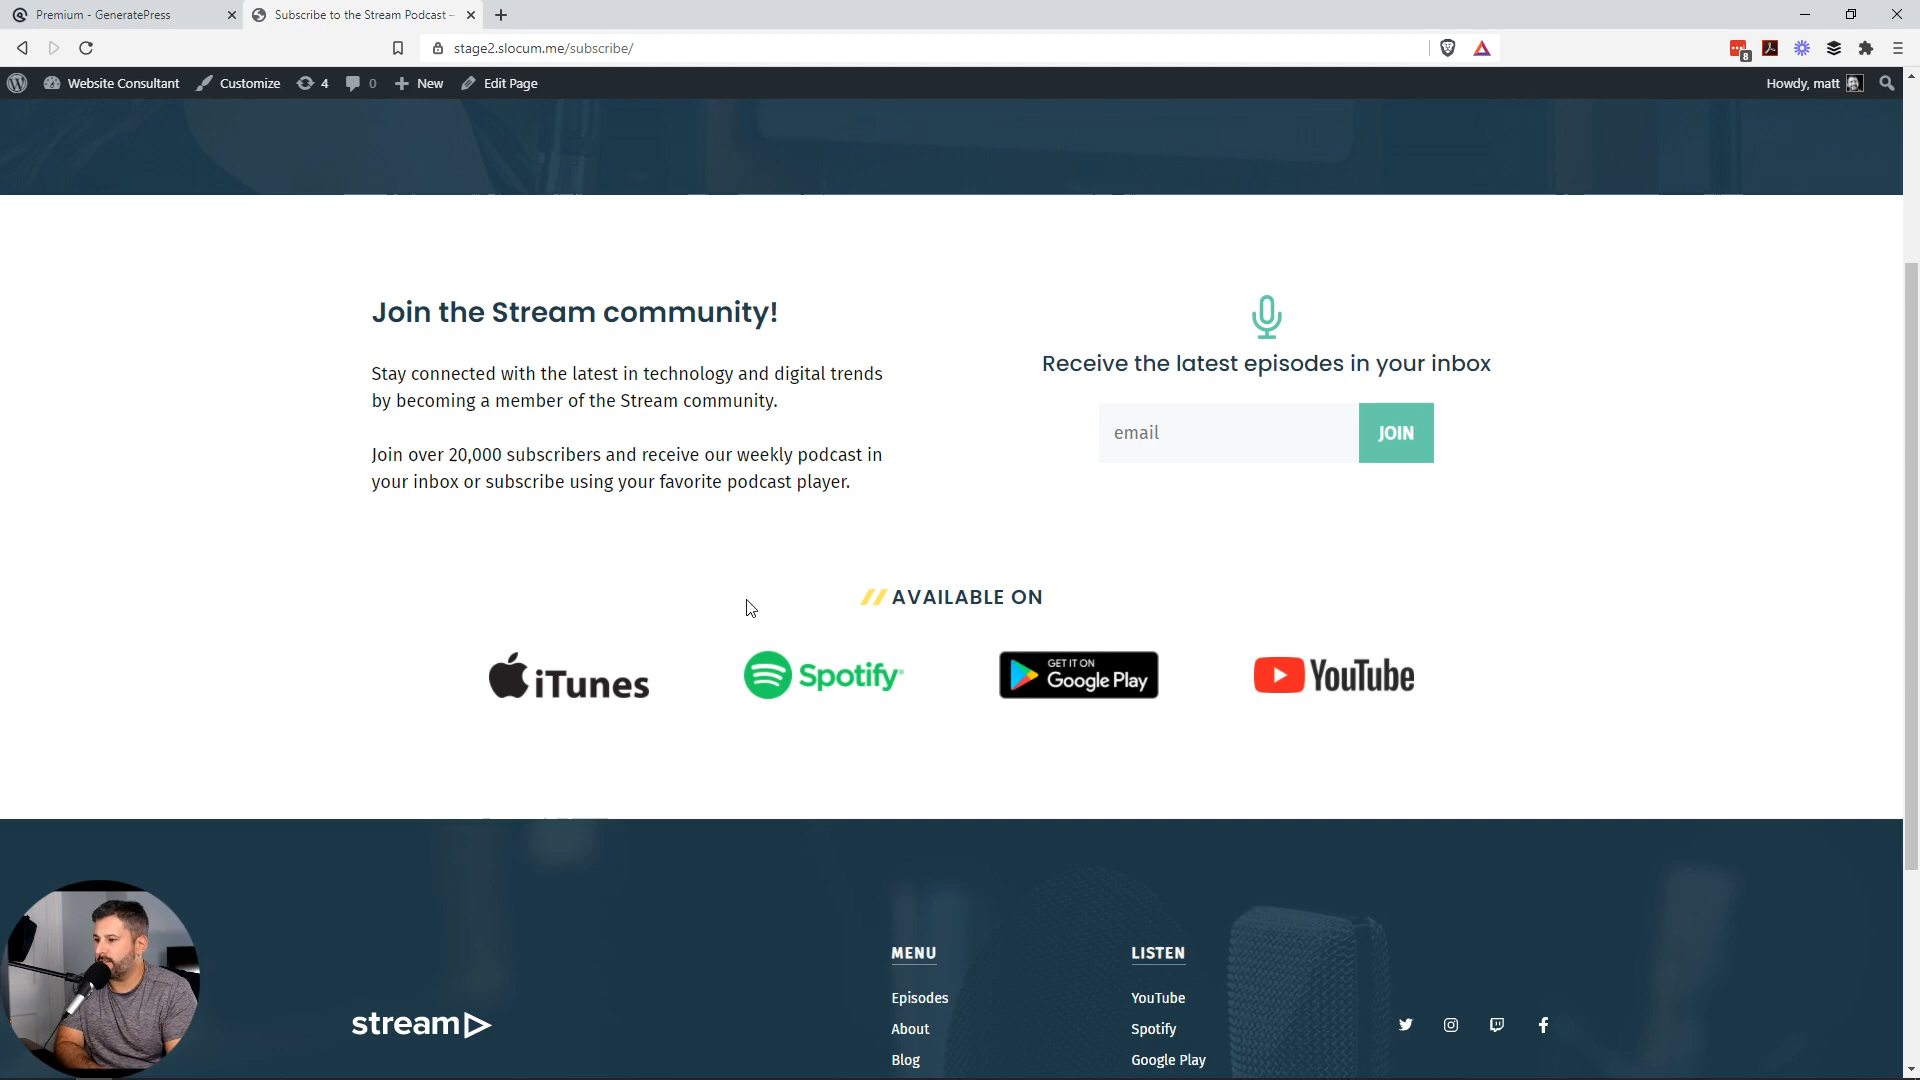 Premium - GeneratePress
Subscribe to the Stream Podcast –
stage2.slocum.me/subscribe/
8
Website Consultant
Customize
4
0
New
Edit Page
Howdy, matt
Join the Stream community!
Stay connected with the latest in technology and digital trends
by becoming a member of the Stream community.
Join over 20,000 subscribers and receive our weekly podcast in
your inbox or subscribe using your favorite podcast player.
Receive the latest episodes in your inbox
email
JOIN
AVAILABLE ON
iTunes
Spotify
GET IT ON
Google Play
YouTube
stream
MENU
Episodes
About
Blog
LISTEN
YouTube
Spotify
Google Play